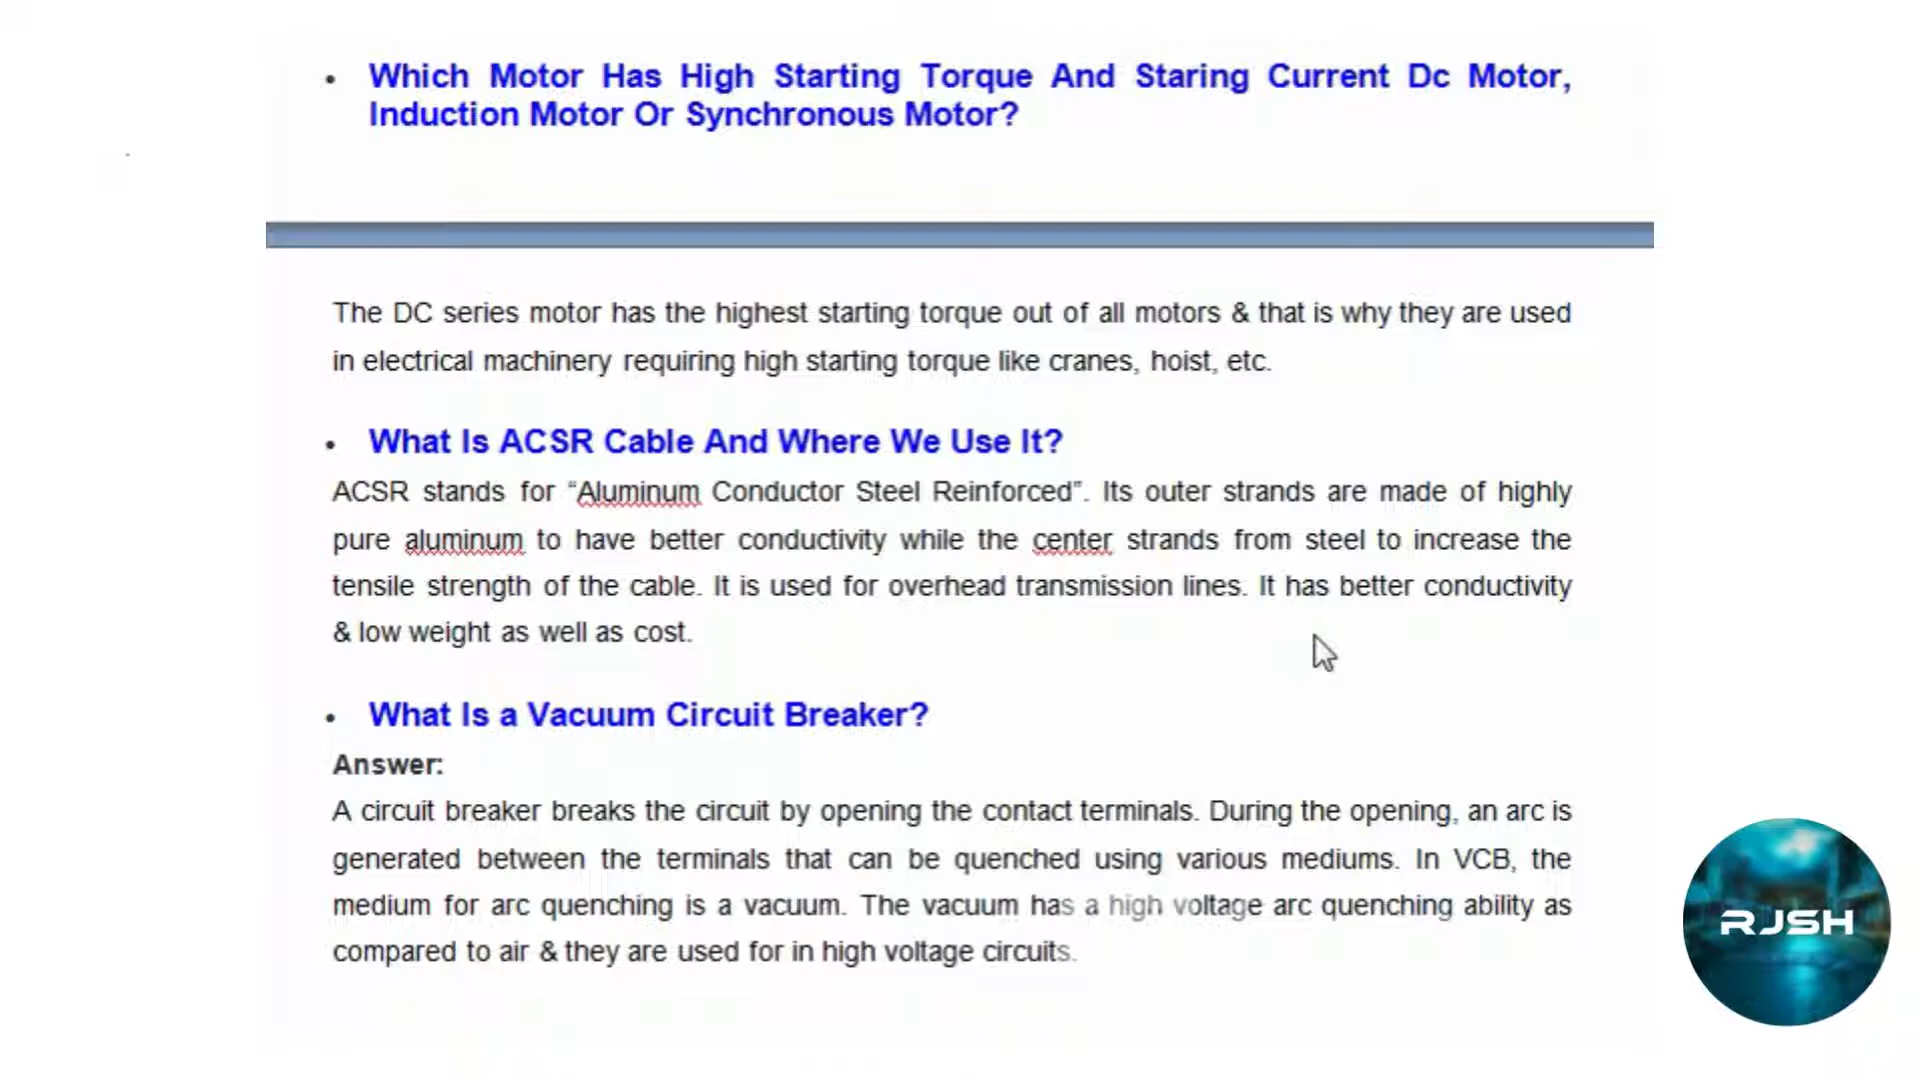 • Which Motor Has High Starting Torque And Staring Current Dc Motor,
Induction Motor Or Synchronous Motor?
The DC series motor has the highest starting torque out of all motors & that is why they are used
in electrical machinery requiring high starting torque like cranes, hoist, etc.
• What Is ACSR Cable And Where We Use It?
ACSR stands for “Aluminum Conductor Steel Reinforced”. Its outer strands are made of highly
pure aluminum to have better conductivity while the center strands from steel to increase the
tensile strength of the cable. It is used for overhead transmission lines. It has better conductivity
& low weight as well as cost.
• What Is a Vacuum Circuit Breaker?
Answer:
A circuit breaker breaks the circuit by opening the contact terminals. During the opening, an arc is
generated between the terminals that can be quenched using various mediums. In VCB, the
medium for arc quenching is a vacuum. The vacuum has a high voltage arc quenching ability as
compared to air & they are used for in high voltage circuits.
RJSH